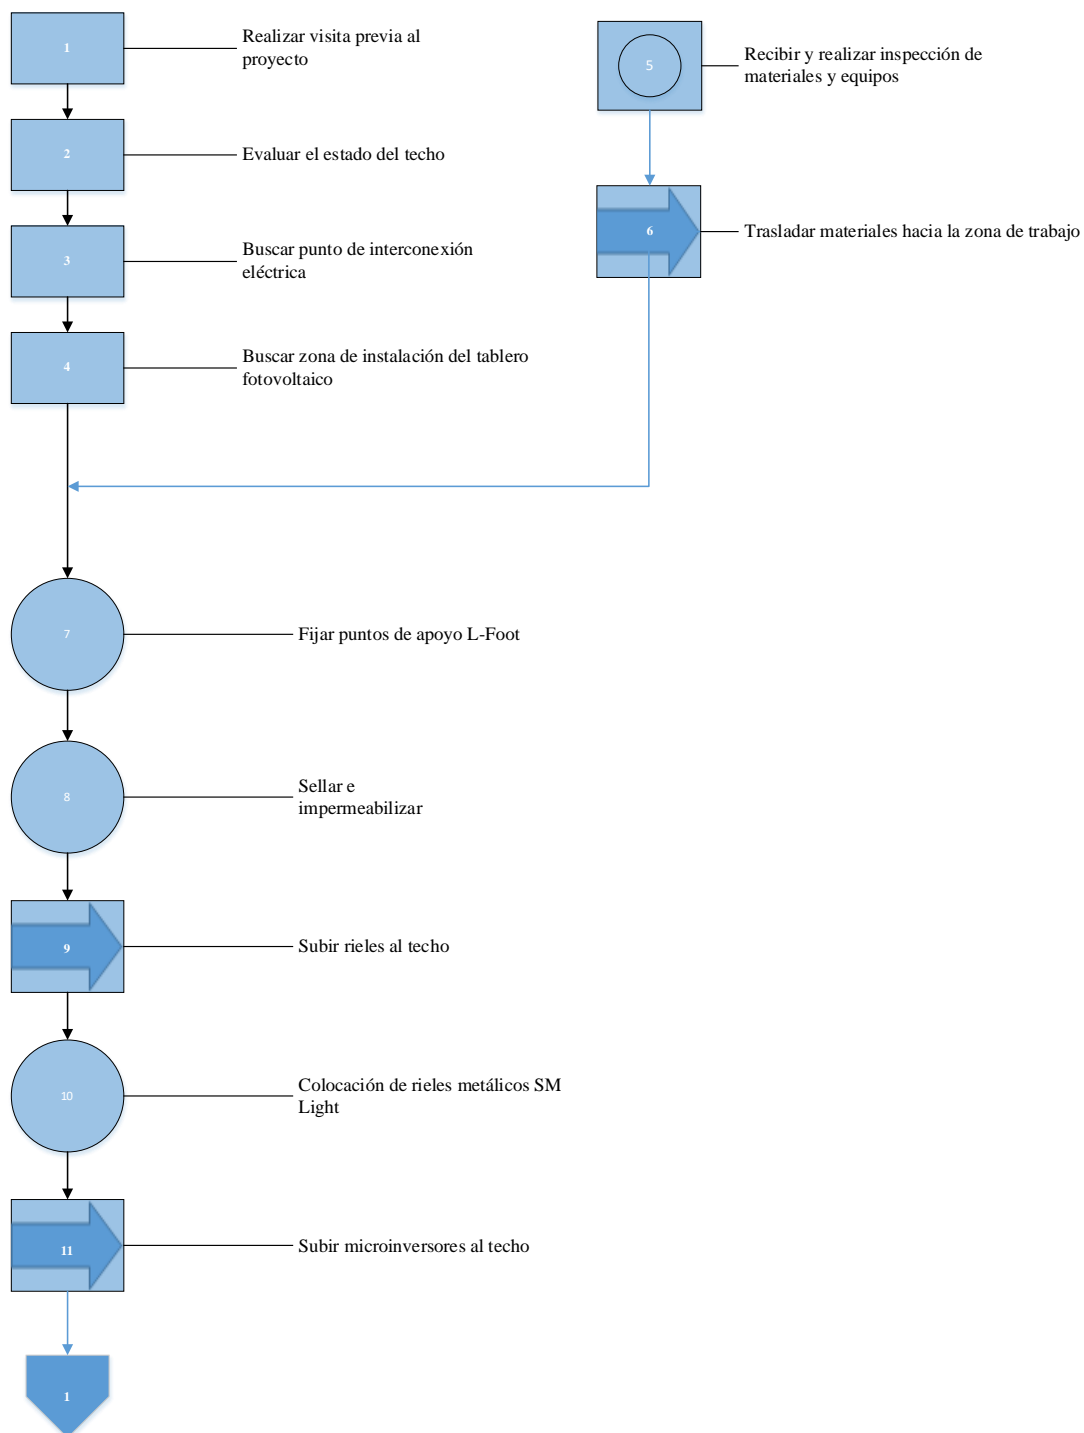 1
Realizar visita previa al
proyecto
2
Evaluar el estado del techo
3
Buscar punto de interconexión
eléctrica
4
Buscar zona de instalación del tablero
fotovoltaico
5
Recibir y realizar inspección de
materiales y equipos
6
Trasladar materiales hacia la zona de trabajo
7
Fijar puntos de apoyo L-Foot
8
Sellar e
impermeabilizar
9
Subir rieles al techo
10
Colocación de rieles metálicos SM
Light
11
Subir microinversores al techo
1